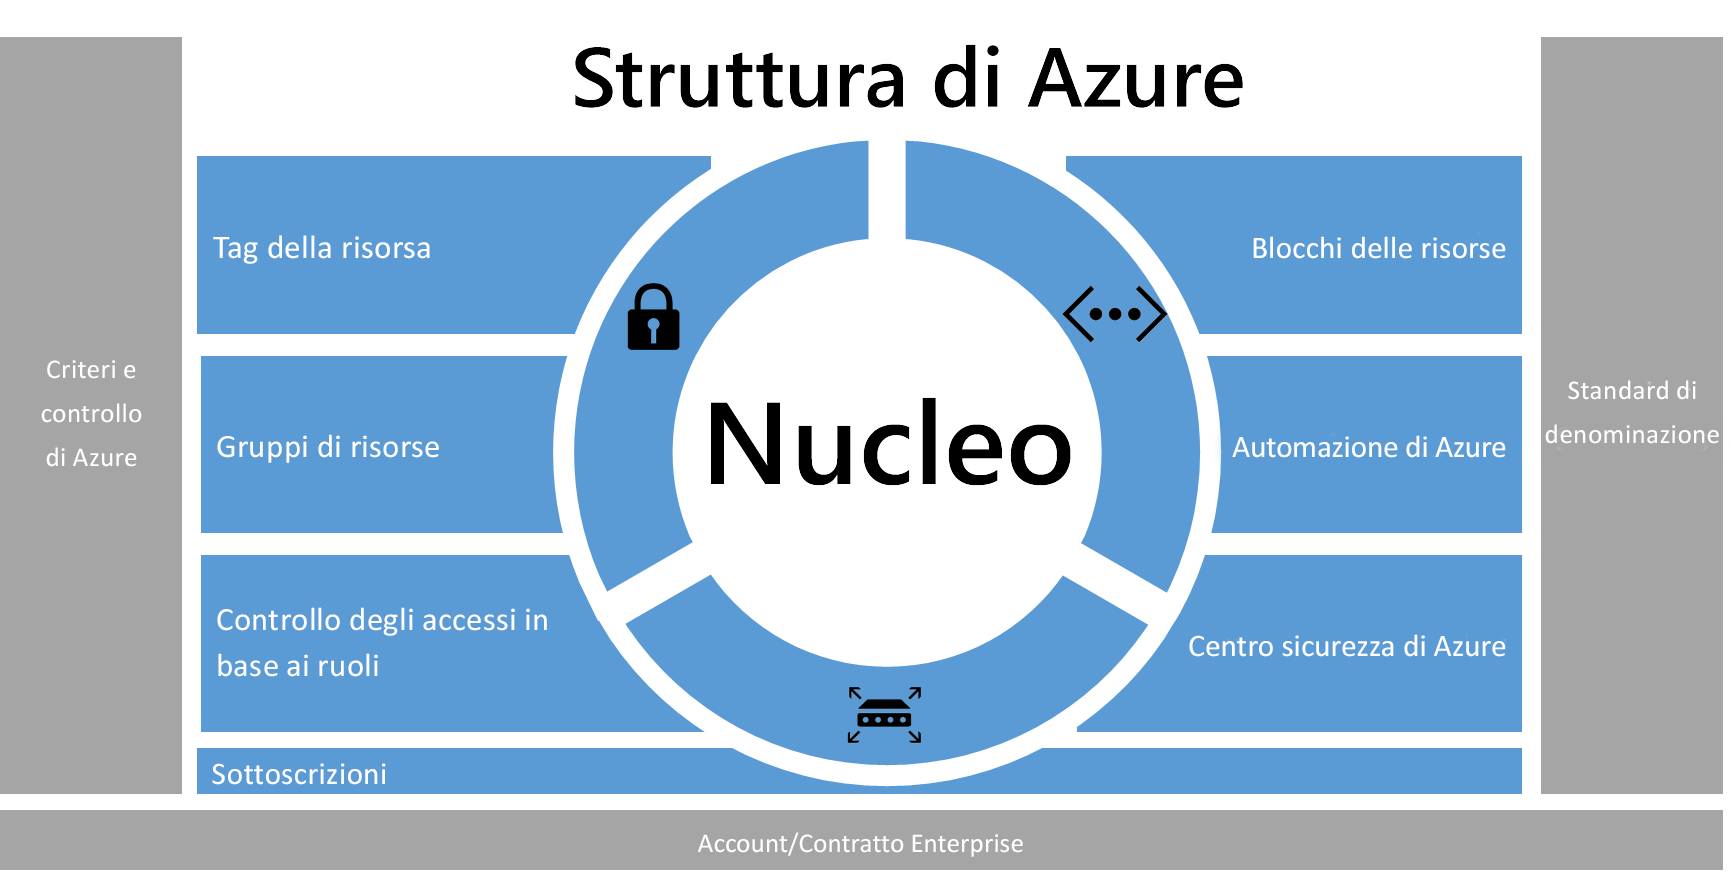 Struttura di Azure
Tag della risorsa
Blocchi delle risorse
Criteri e
controllo
di Azure
Gruppi di risorse
Nucleo
Automazione di Azure
Standard di
denominazione
Controllo degli accessi in
base ai ruoli
Centro sicurezza di Azure
Sottoscrizioni
Account/Contratto Enterprise